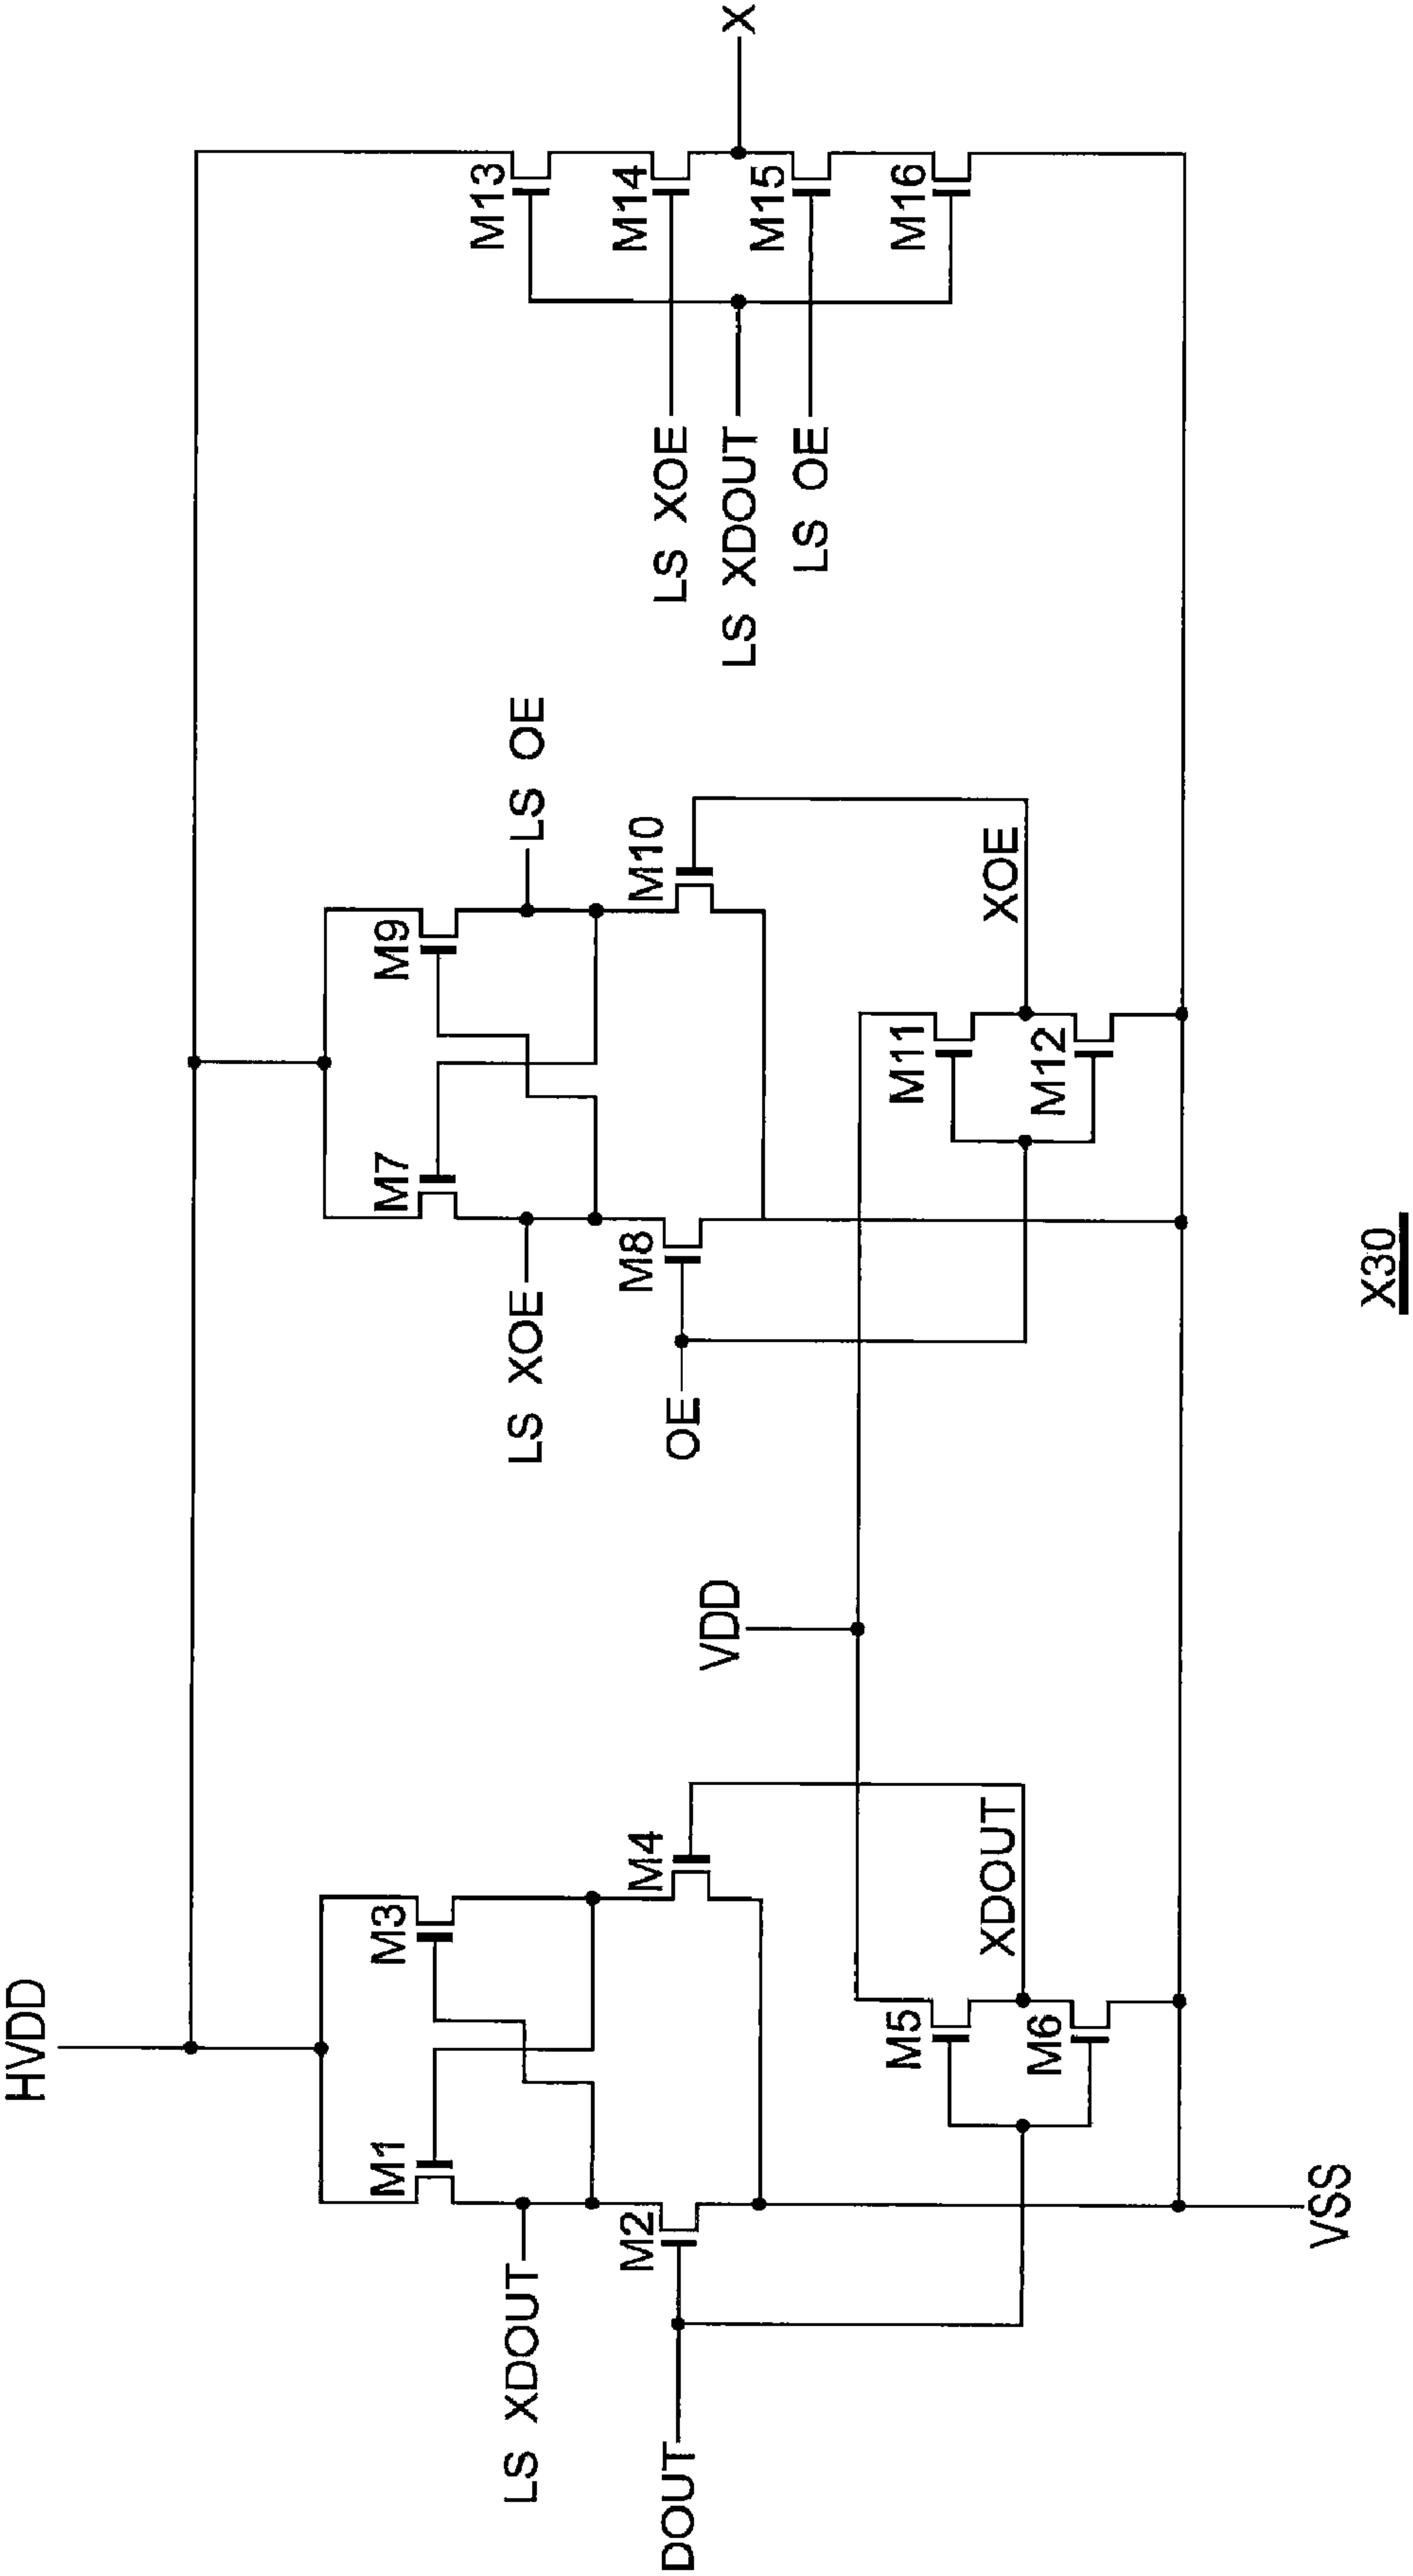 HVDD
M1
M3
LS XDOUT
M2
M4
DOUT
XDOUT
M5
M6
VSS
VDD
M7
M9
LS XOE
LS OE
M8
M10
OE
XOE
M11
M12
M13
M14
M15
M16
LS XOE
LS XDOUT
LS OE
X
X30